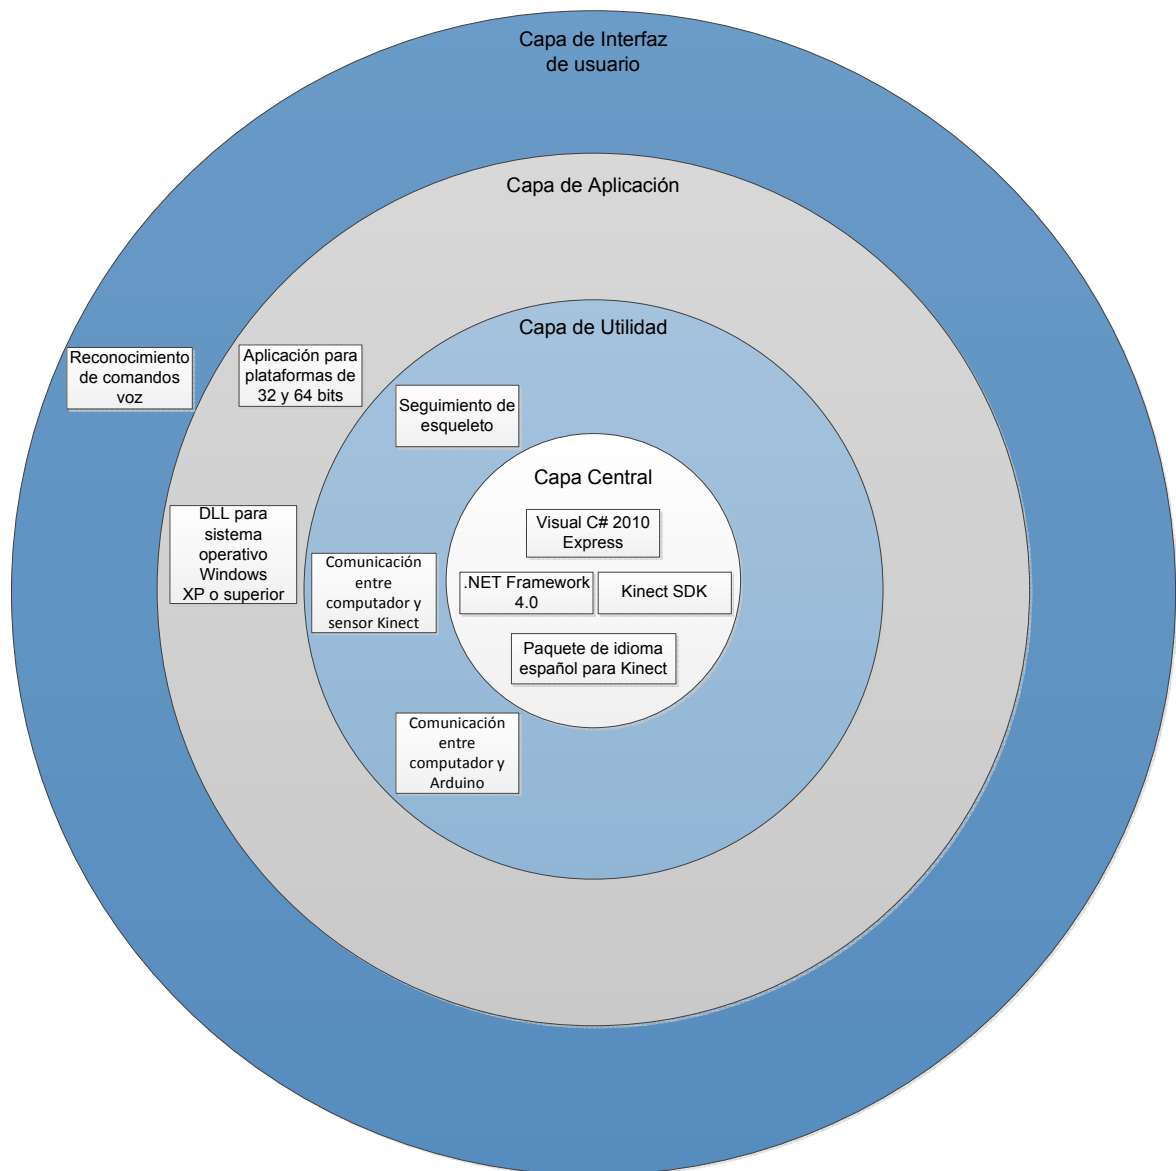 Capa de Interfaz
de usuario
Capa de Aplicación
Capa de Utilidad
Reconocimiento
de comandos
voz
Aplicación para
plataformas de
32 y 64 bits
Seguimiento de
esqueleto
Capa Central
Visual C# 2010
Express
DLL para
sistema
operativo
Windows
XP o superior
Comunicación
entre
computador y
sensor Kinect
.NET Framework
4.0
Kinect SDK
Paquete de idioma
español para Kinect
Comunicación
entre
computador y
Arduino